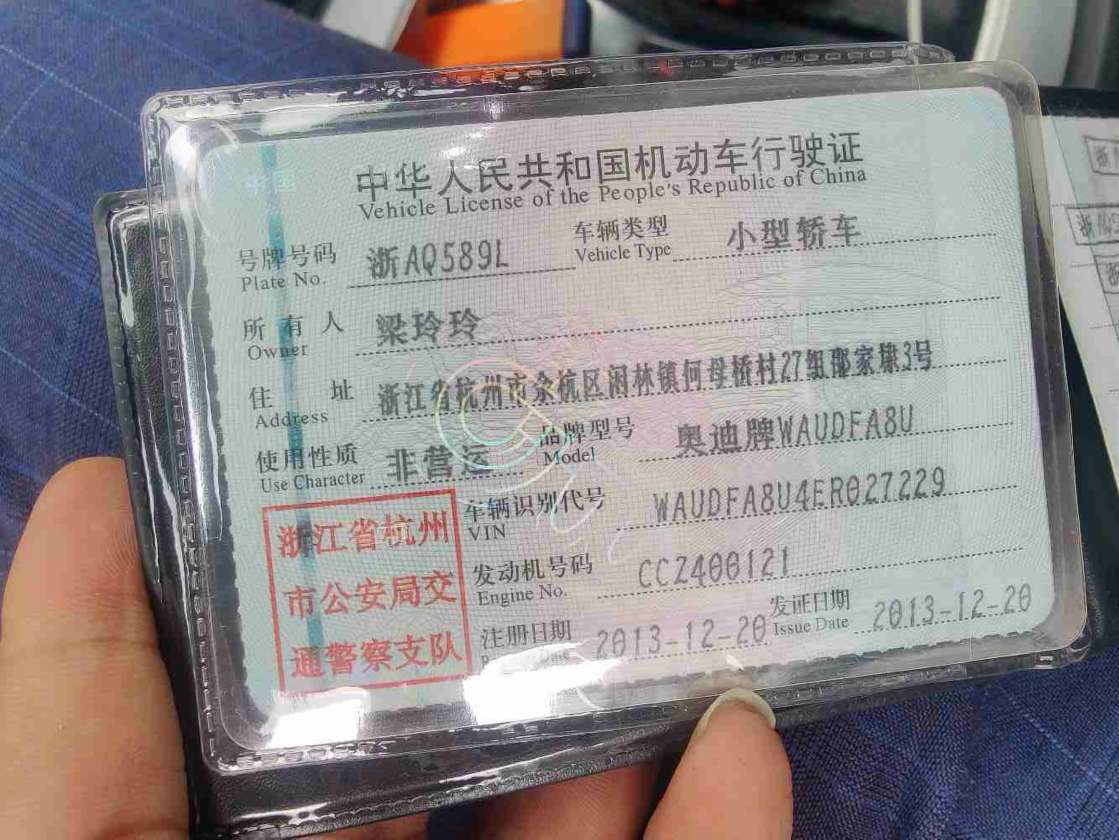 中华人民共和国机动车行驶证
Vehicle License of the People's Republic of China
号牌号码 浙AQ589L 车辆类型 小型轿车
Plate No. Vehicle Type
所有人 梁玲玲
Owner
住址 浙江省杭州市余杭区闲林镇何母桥村27组邵家塍3号
Address
使用性质 非营运 品牌型号 奥迪牌WAUDFA8U
Use Character Model
浙江省杭州
市公安局交
通警察支队
车辆识别代号 WAUDFA8U4ER027229
VIN
发动机号码 CCZ400121
Engine No.
注册日期 2013-12-20 发证日期 2013-12-20
Issue Date